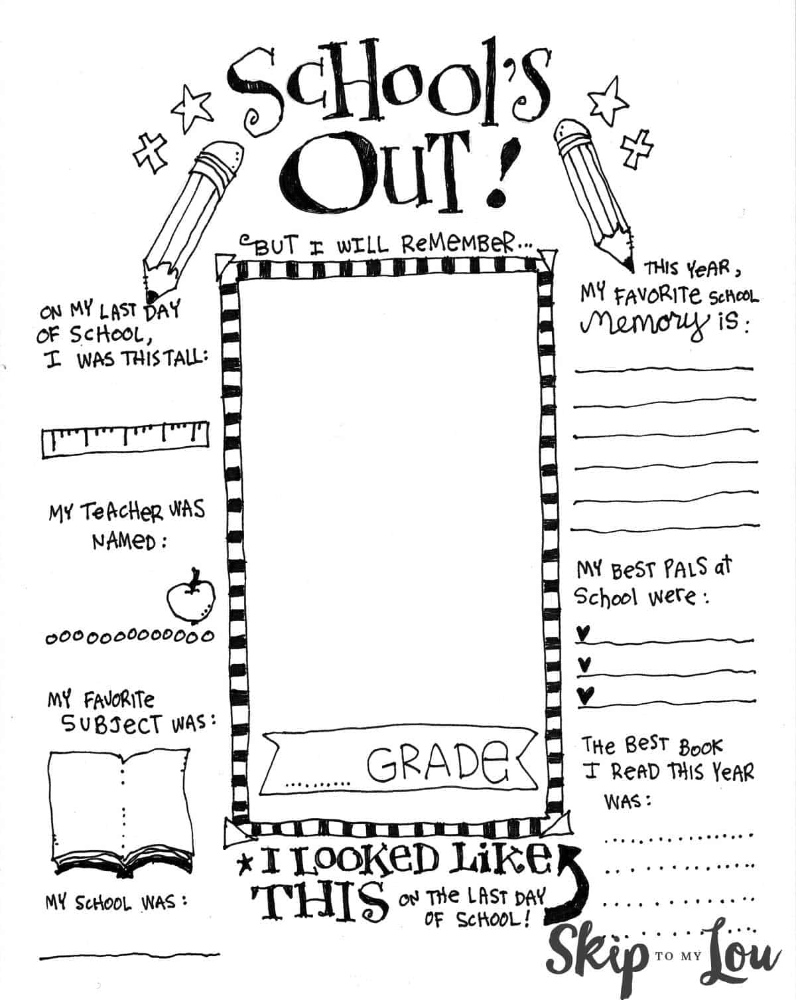 SCHOOL'S
OUT!
BUT I WILL REMEMBER...
ON MY LAST DAY
OF SCHOOL,
I WAS THIS TALL:
MY TEACHER WAS
NAMED:
MY FAVORITE
SUBJECT WAS:
MY SCHOOL WAS:
GRADE
I LOOKED LIKE
THIS ON THE LAST DAY
OF SCHOOL!
THIS YEAR,
MY FAVORITE SCHOOL
MEMORY IS:
MY BEST PALS at
School were:
THE BEST BOOK
I READ THIS YEAR
WAS:
Skip TO MY Lou